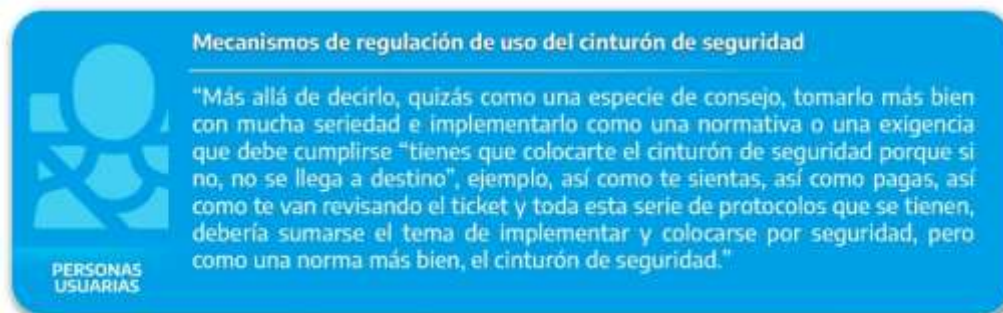 Mecanismos de regulación de uso del cinturón de seguridad
“Más allá de decirlo, quizás como una especie de consejo, tomarlo más bien
con mucha seriedad e implementarlo como una normativa o una exigencia
que debe cumplirse “tienes que colocarte el cinturón de seguridad porque si
no, no se llega a destino”, ejemplo, así como te sientas, así como pagas, así
como te van revisando el ticket y toda esta serie de protocolos que se tienen,
debería sumarse el tema de implementar y colocarse por seguridad, pero
como una norma más bien, el cinturón de seguridad.”
PERSONAS
USUARIAS